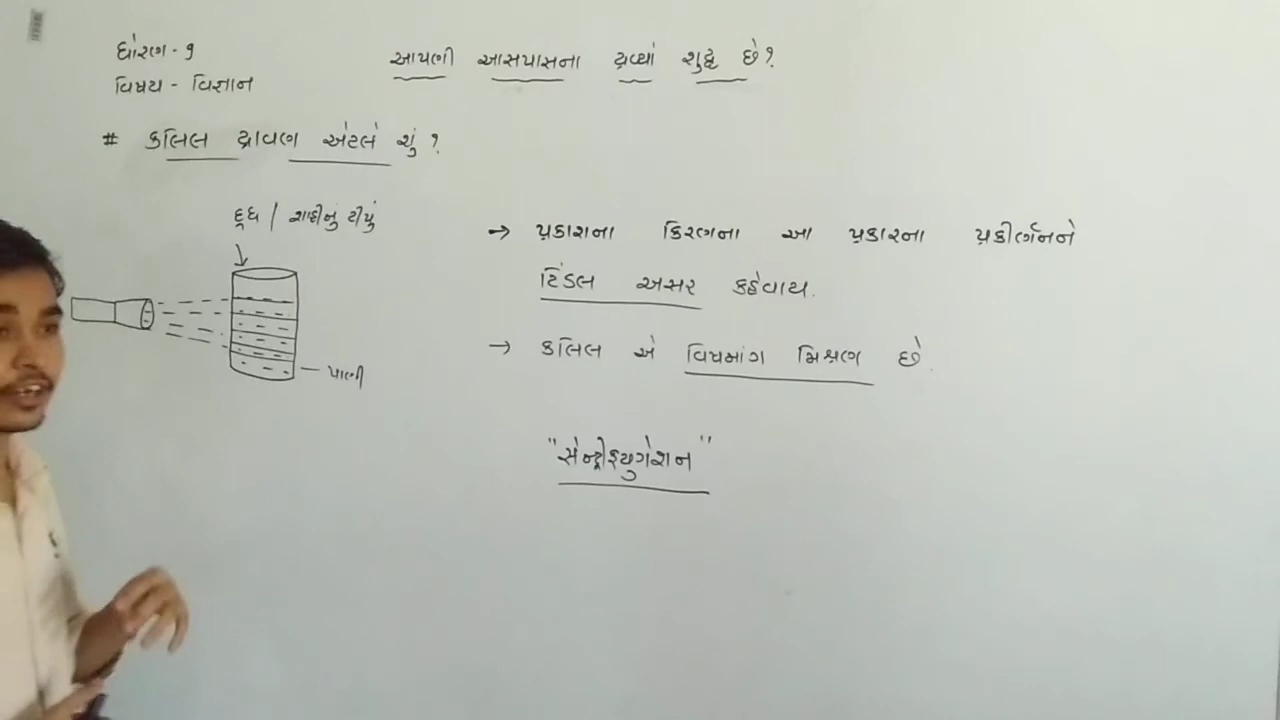 ધોરણ - ૧
વિષય - વિજ્ઞાન
આપણી આસપાસના દ્રવ્યો શુદ્ધ છે?
# કલિલ દ્રાવણ એટલે શું ?
દૂધ / શાહીનું ટીપું
પાણી
→ પ્રકાશના કિરણના આ પ્રકારના પ્રકીર્ણનને
ટિંડલ અસર કહેવાય.
→ કલિલ એ વિષમાંગ મિશ્રણ છે.
"સેન્ટ્રીફ્યુગેશન"